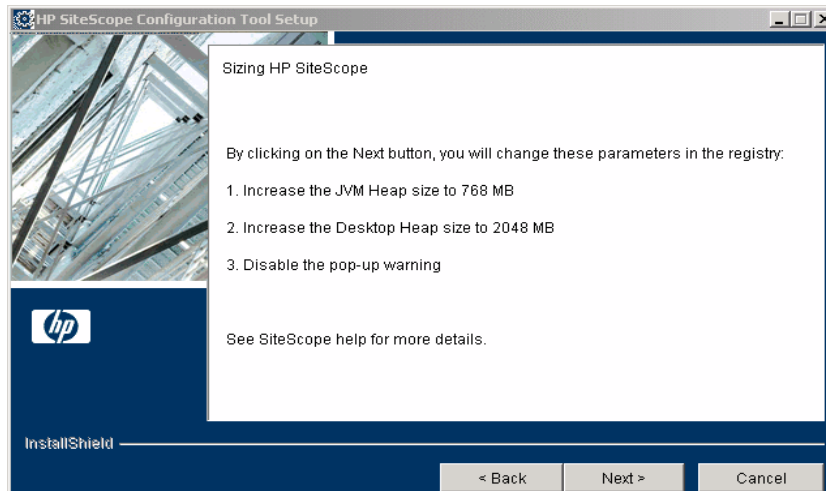 HP SiteScope Configuration Tool Setup
Sizing HP SiteScope
By clicking on the Next button, you will change these parameters in the registry:
1. Increase the JVM Heap size to 768 MB
2. Increase the Desktop Heap size to 2048 MB
3. Disable the pop-up warning
hp
See SiteScope help for more details.
InstallShield
< Back
Next >
Cancel